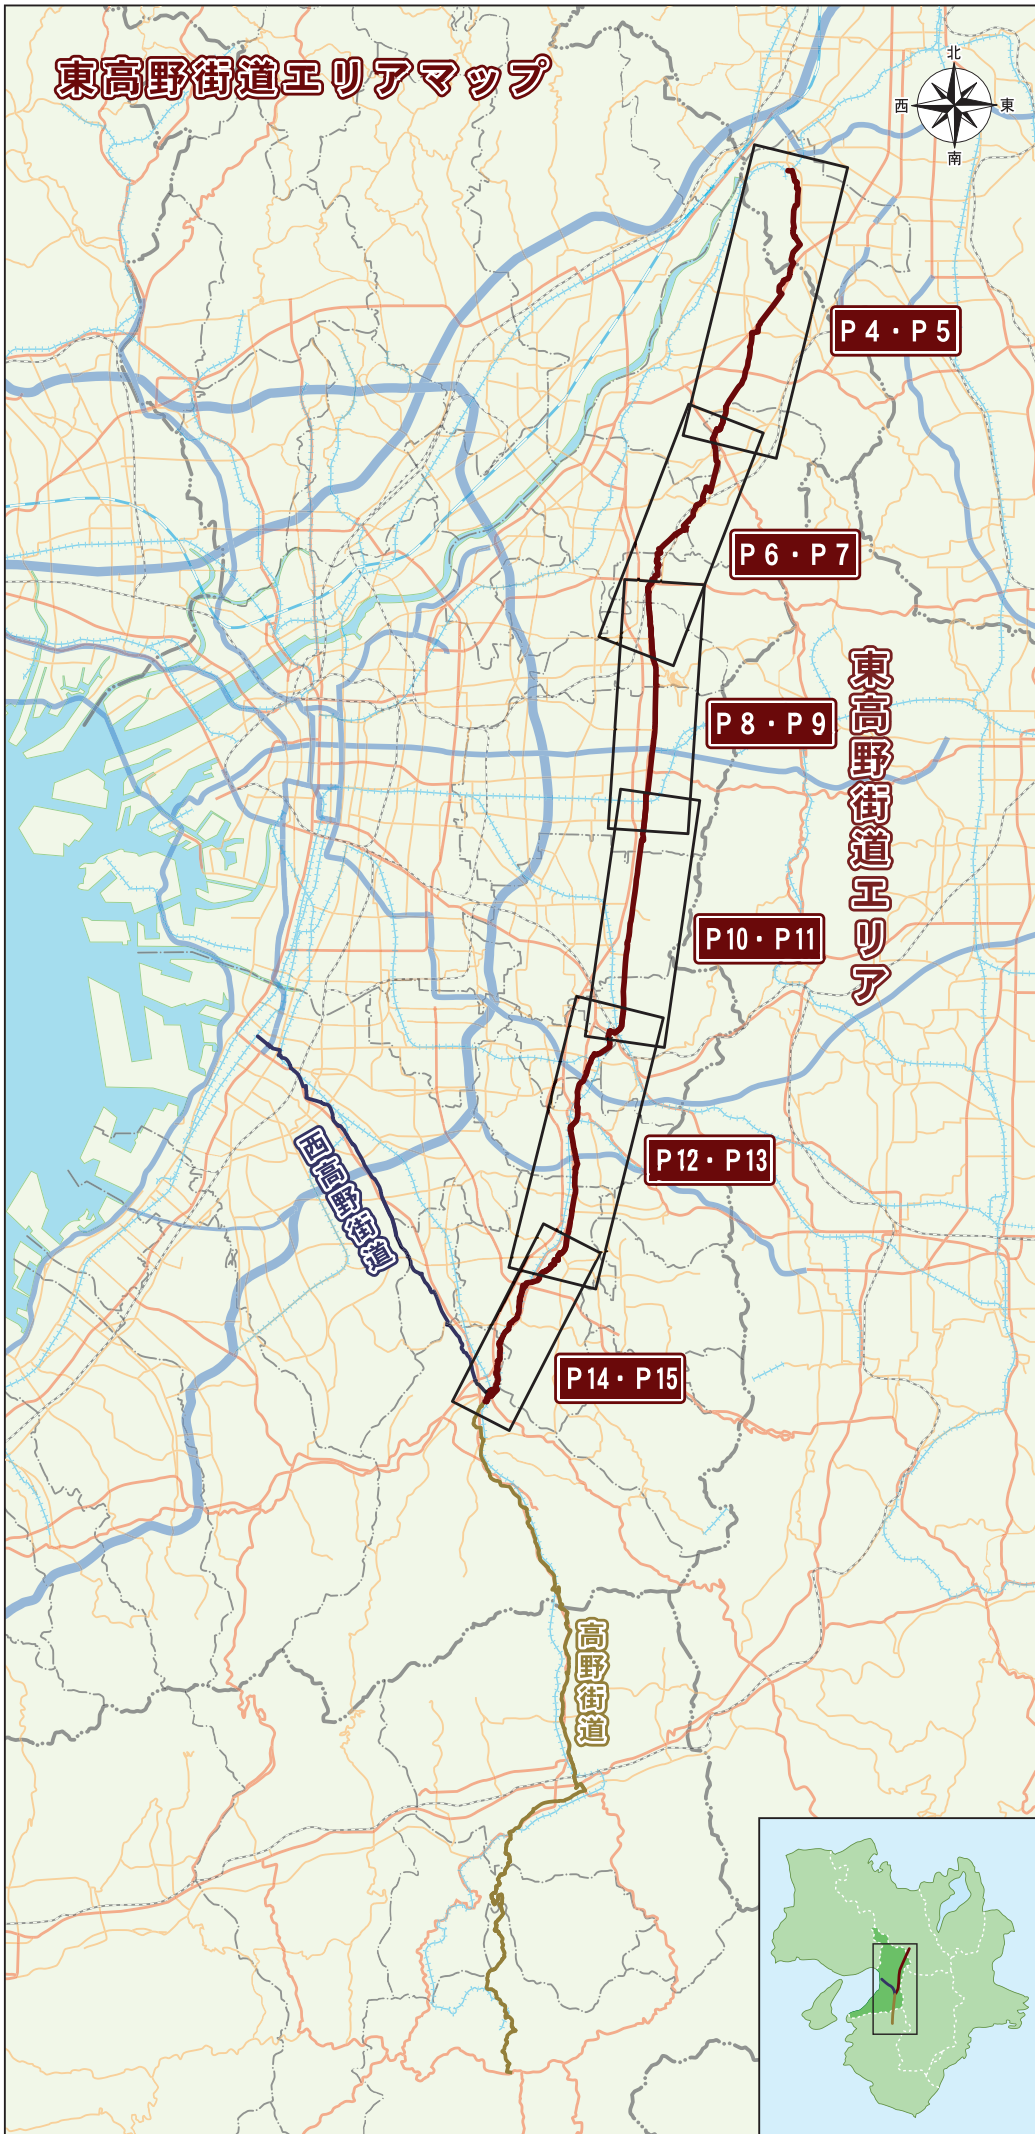 東高野街道エリアマップ
北
西
東
南
P4・P5
P6・P7
東高野街道エリア
P8・P9
P10・P11
P12・P13
西高野街道
P14・P15
高野街道